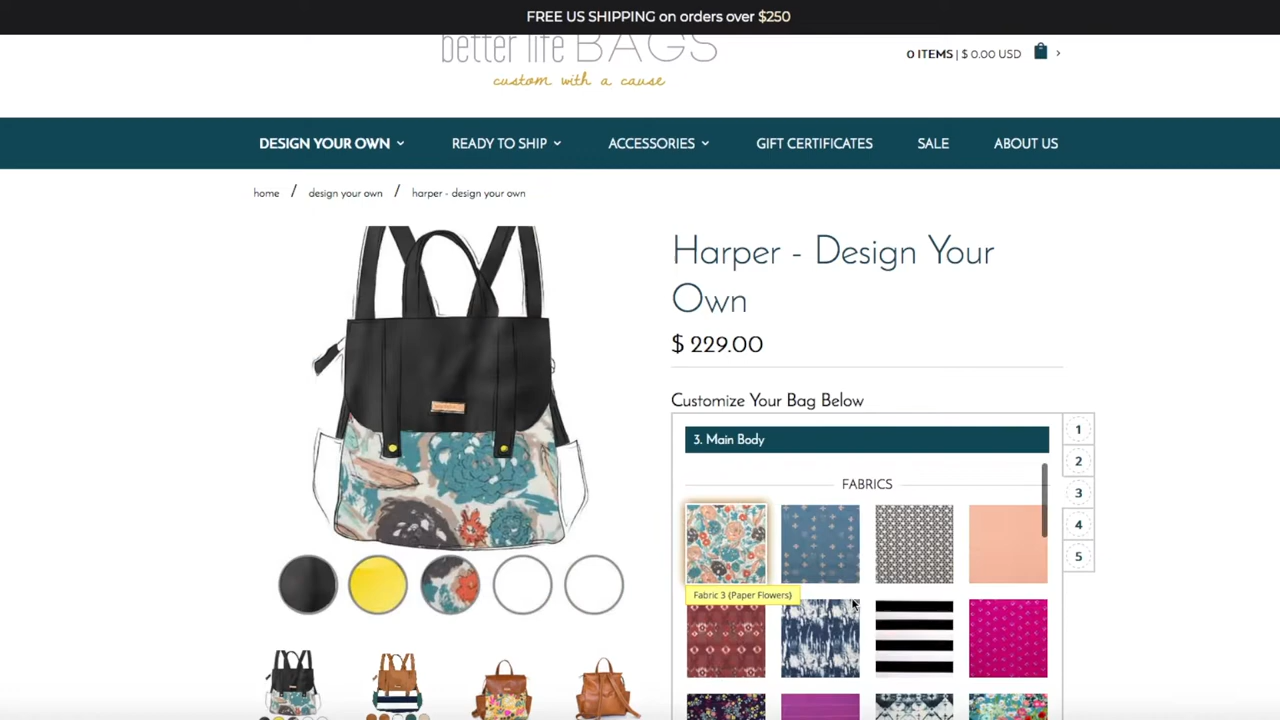 FREE US SHIPPING on orders over $250
better life BAGS
custom with a cause
0 ITEMS | $ 0.00 USD
DESIGN YOUR OWN
READY TO SHIP
ACCESSORIES
GIFT CERTIFICATES
SALE
ABOUT US
home / design your own / harper - design your own
Harper - Design Your
Own
$ 229.00
Customize Your Bag Below
3. Main Body
FABRICS
Fabric 3 {Paper Flowers}
1
2
3
4
5